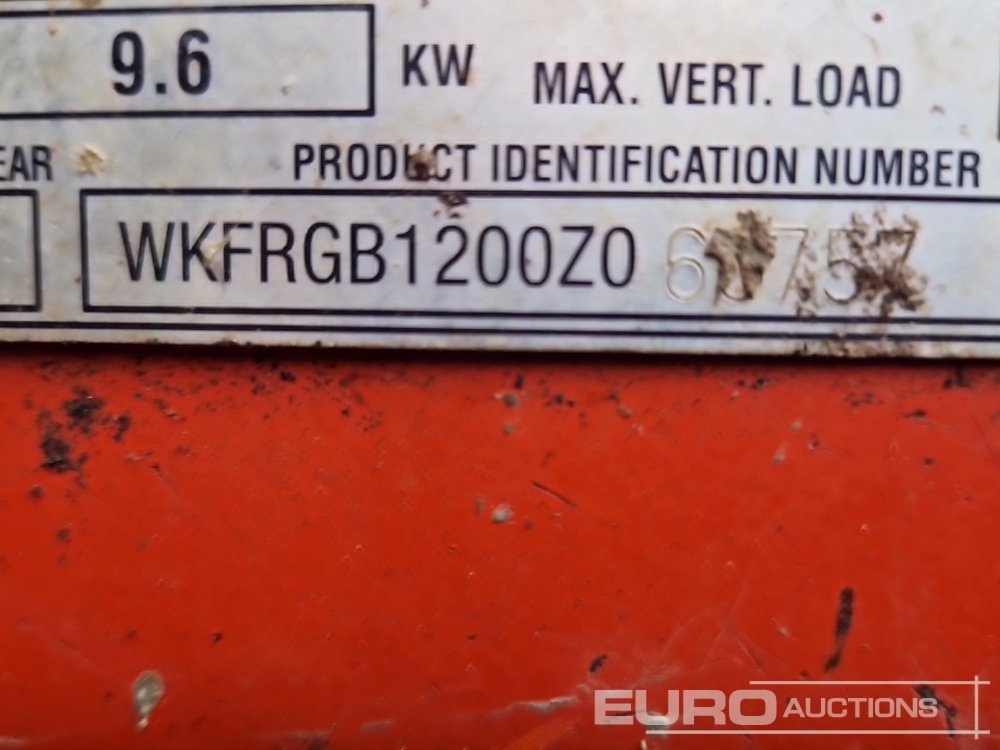 9.6 KW MAX. VERT. LOAD
EAR PRODUCT IDENTIFICATION NUMBER
WKFRGB1200Z0
EURO AUCTIONS